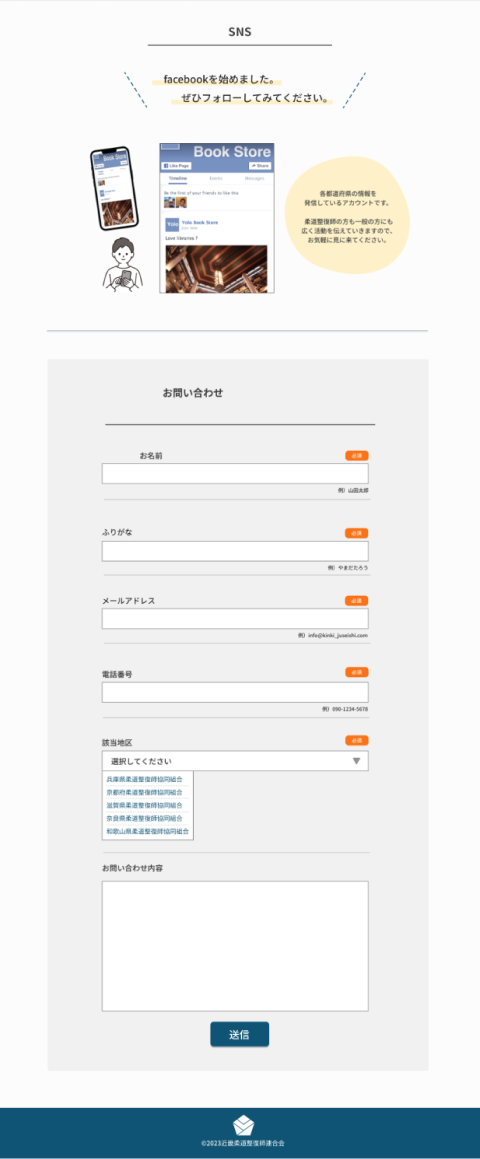 SNS
facebookを始めました。
ぜひフォローしてみてください。
Book Store
Like Page
Share
Timeline
Events
Messages
Be the first of your friends to like this
Yolo
Yolo Book Store
Love libraries ?
各都道府県の情報を
発信しているアカウントです。
柔道整復師の方も一般の方にも
広く活動を伝えていきますので、
お気軽に見に来てください。
お問い合わせ
お名前
必須
例）山田太郎
ふりがな
必須
例）やまだたろう
メールアドレス
必須
例）info@kinki_juseishi.com
電話番号
必須
例）090-1234-5678
該当地区
必須
選択してください
兵庫県柔道整復師協同組合
京都府柔道整復師協同組合
滋賀県柔道整復師協同組合
奈良県柔道整復師協同組合
和歌山県柔道整復師協同組合
お問い合わせ内容
送信
©2023近畿柔道整復師連合会